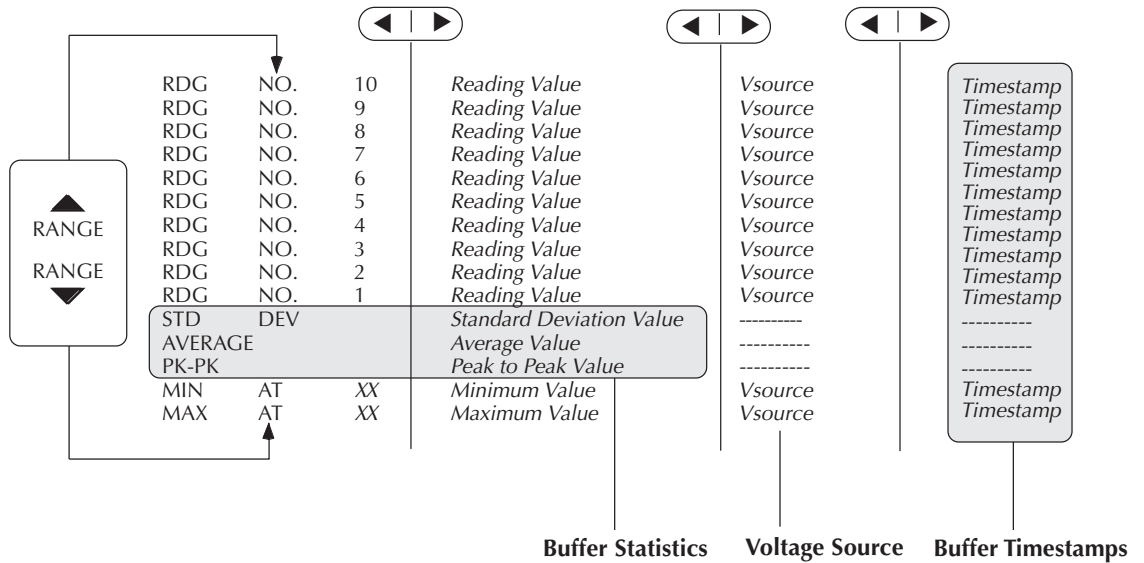 RDG NO. 10 Reading Value Vsource
RDG NO. 9 Reading Value Vsource
RDG NO. 8 Reading Value Vsource
RDG NO. 7 Reading Value Vsource
RDG NO. 6 Reading Value Vsource
RDG NO. 5 Reading Value Vsource
RDG NO. 4 Reading Value Vsource
RDG NO. 3 Reading Value Vsource
RDG NO. 2 Reading Value Vsource
RDG NO. 1 Reading Value Vsource
STD DEV Standard Deviation Value ----------
AVERAGE Average Value ----------
PK-PK Peak to Peak Value ----------
MIN AT XX Minimum Value Vsource
MAX AT XX Maximum Value Vsource
Timestamp
Timestamp
Timestamp
Timestamp
Timestamp
Timestamp
Timestamp
Timestamp
Timestamp
Timestamp
Timestamp
----------
----------
----------
Timestamp
Timestamp
RANGE
RANGE
Buffer Statistics Voltage Source Buffer Timestamps